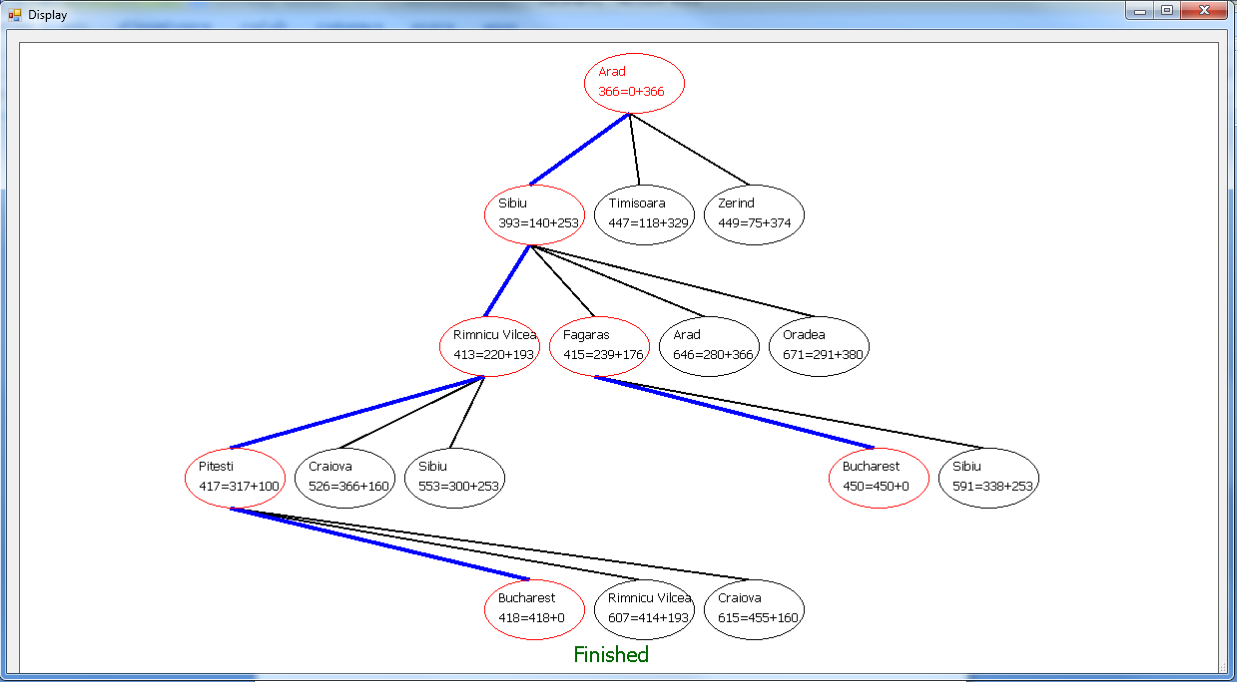 Display
Arad
366=0+366
Sibiu
393=140+253
Timisoara
447=118+329
Zerind
449=75+374
Rimnicu Vilcea
413=220+193
Fagaras
415=239+176
Arad
646=280+366
Oradea
671=291+380
Pitesti
417=317+100
Craiova
526=366+160
Sibiu
553=300+253
Bucharest
450=450+0
Sibiu
591=338+253
Bucharest
418=418+0
Rimnicu Vilcea
607=414+193
Craiova
615=455+160
Finished